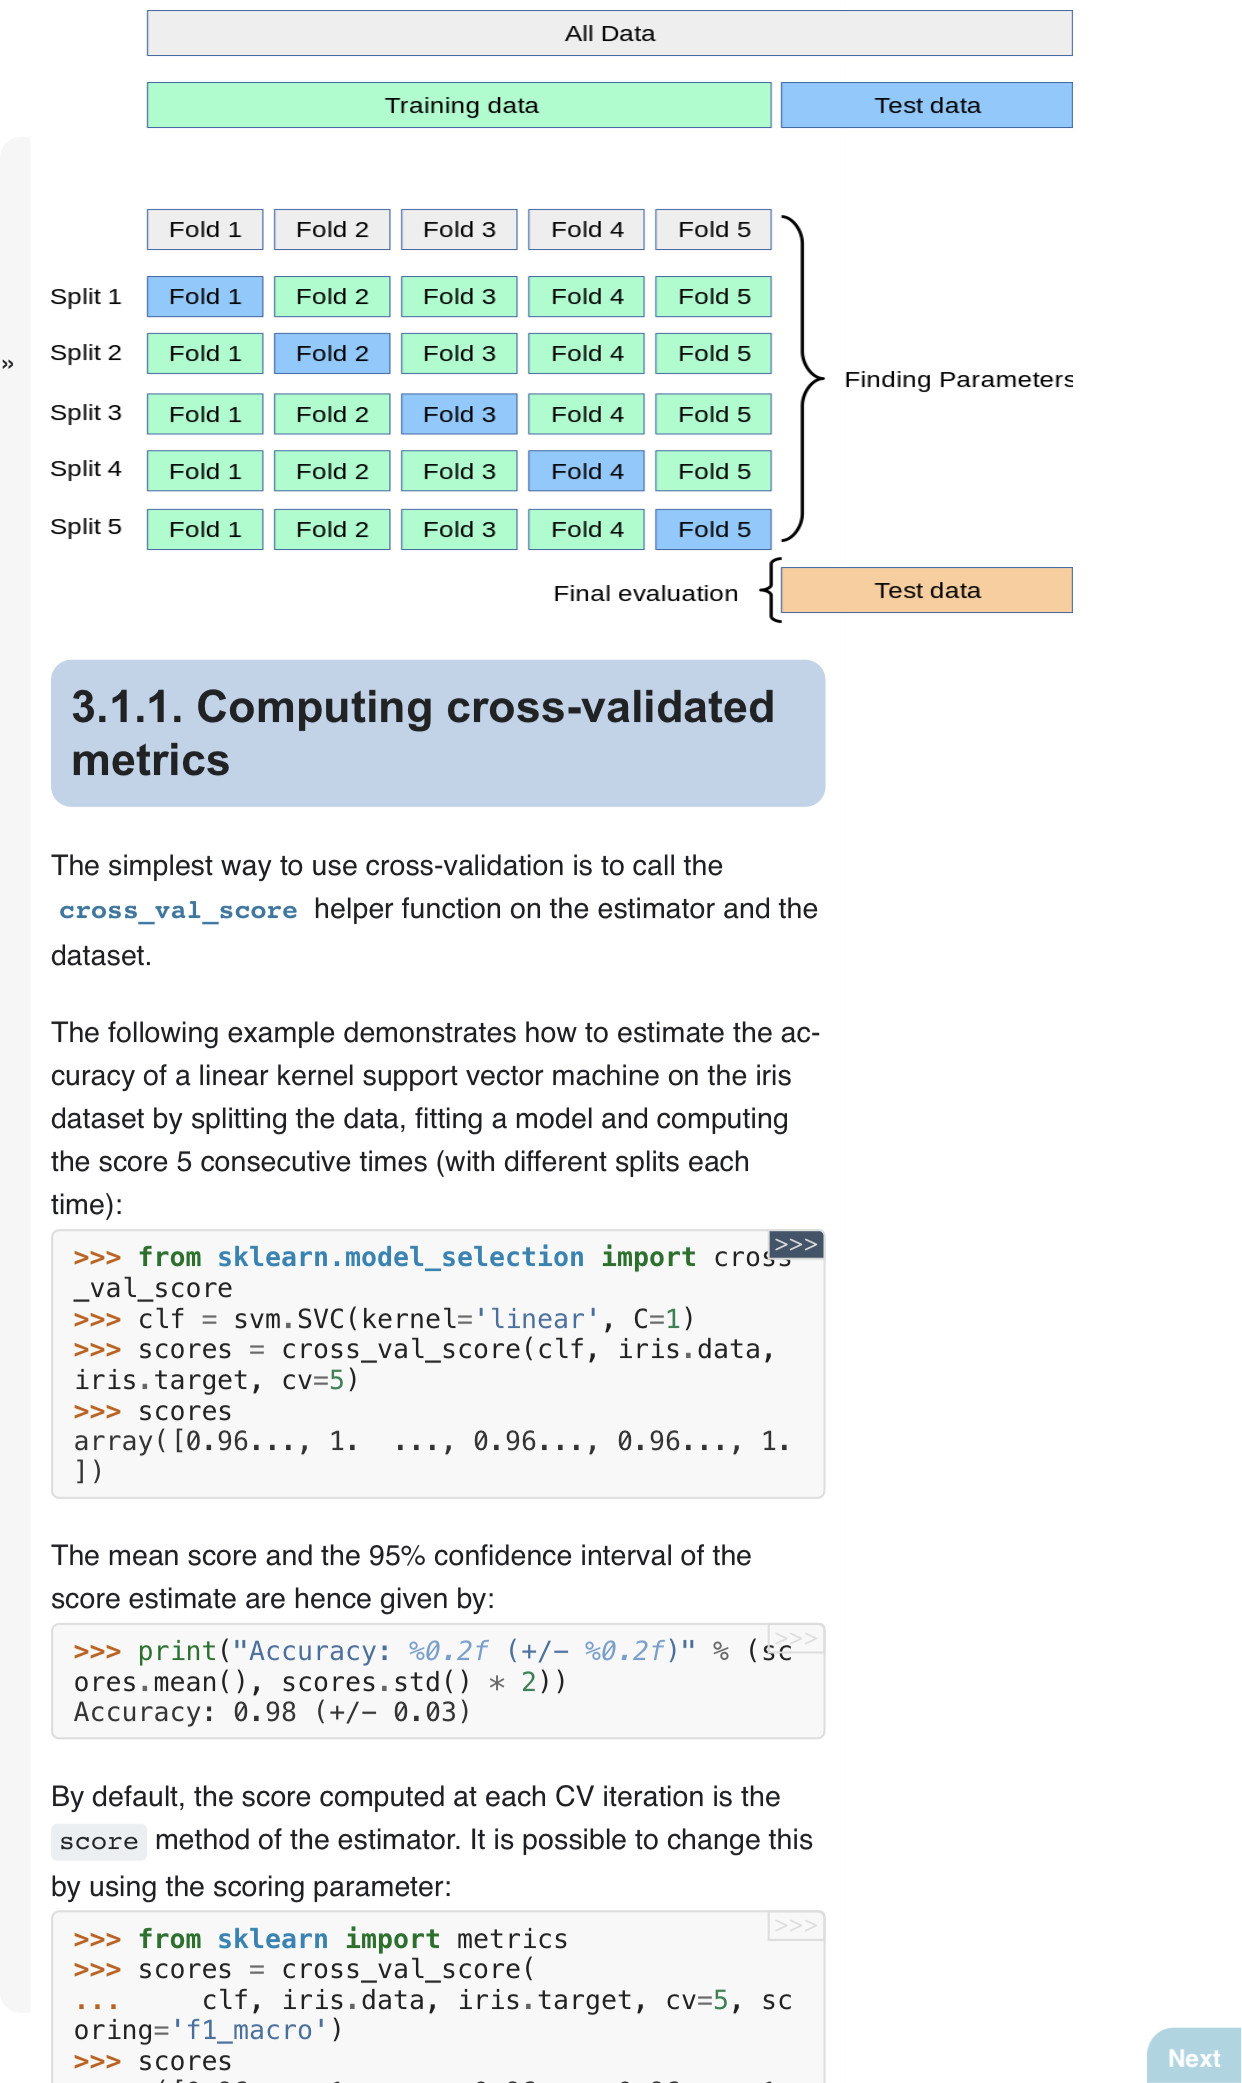 All Data
Training data Test data
Fold 1 Fold 2 Fold 3 Fold 4 Fold 5
Split 1 Fold 1 Fold 2 Fold 3 Fold 4 Fold 5
Split 2 Fold 1 Fold 2 Fold 3 Fold 4 Fold 5
»
Finding Parameters
Split 3 Fold 1 Fold 2 Fold 3 Fold 4 Fold 5
Split 4 Fold 1 Fold 2 Fold 3 Fold 4 Fold 5
Split 5 Fold 1 Fold 2 Fold 3 Fold 4 Fold 5
Final evaluation Test data
3.1.1. Computing cross-validated
metrics
The simplest way to use cross-validation is to call the
cross_val_score helper function on the estimator and the
dataset.
The following example demonstrates how to estimate the ac-
curacy of a linear kernel support vector machine on the iris
dataset by splitting the data, fitting a model and computing
the score 5 consecutive times (with different splits each
time):
>>>
>>> from sklearn.model_selection import cross
_val_score
>>> clf = svm.SVC(kernel='linear', C=1)
>>> scores = cross_val_score(clf, iris.data,
iris.target, cv=5)
>>> scores
array([0.96..., 1.  ..., 0.96..., 0.96..., 1.
])
The mean score and the 95% confidence interval of the
score estimate are hence given by:
>>>
>>> print("Accuracy: %0.2f (+/- %0.2f)" % (sc
ores.mean(), scores.std() * 2))
Accuracy: 0.98 (+/- 0.03)
By default, the score computed at each CV iteration is the
score method of the estimator. It is possible to change this
by using the scoring parameter:
>>>
>>> from sklearn import metrics
>>> scores = cross_val_score(
...     clf, iris.data, iris.target, cv=5, sc
oring='f1_macro')
>>> scores
Next